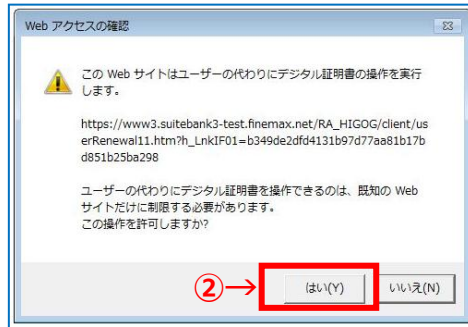 Web アクセスの確認
この Web サイトはユーザーの代わりにデジタル証明書の操作を実行
します。
https://www3.suitebank3-test.finemax.net/RA_HIGOG/client/us
erRenewal11.htm?h_LnkIF01=b349de2dfd4131b97d77aa81b17b
d851b25ba298
ユーザーの代わりにデジタル証明書を操作できるのは、既知の Web
サイトだけに制限する必要があります。
この操作を許可しますか?
②→ はい(Y) いいえ(N)